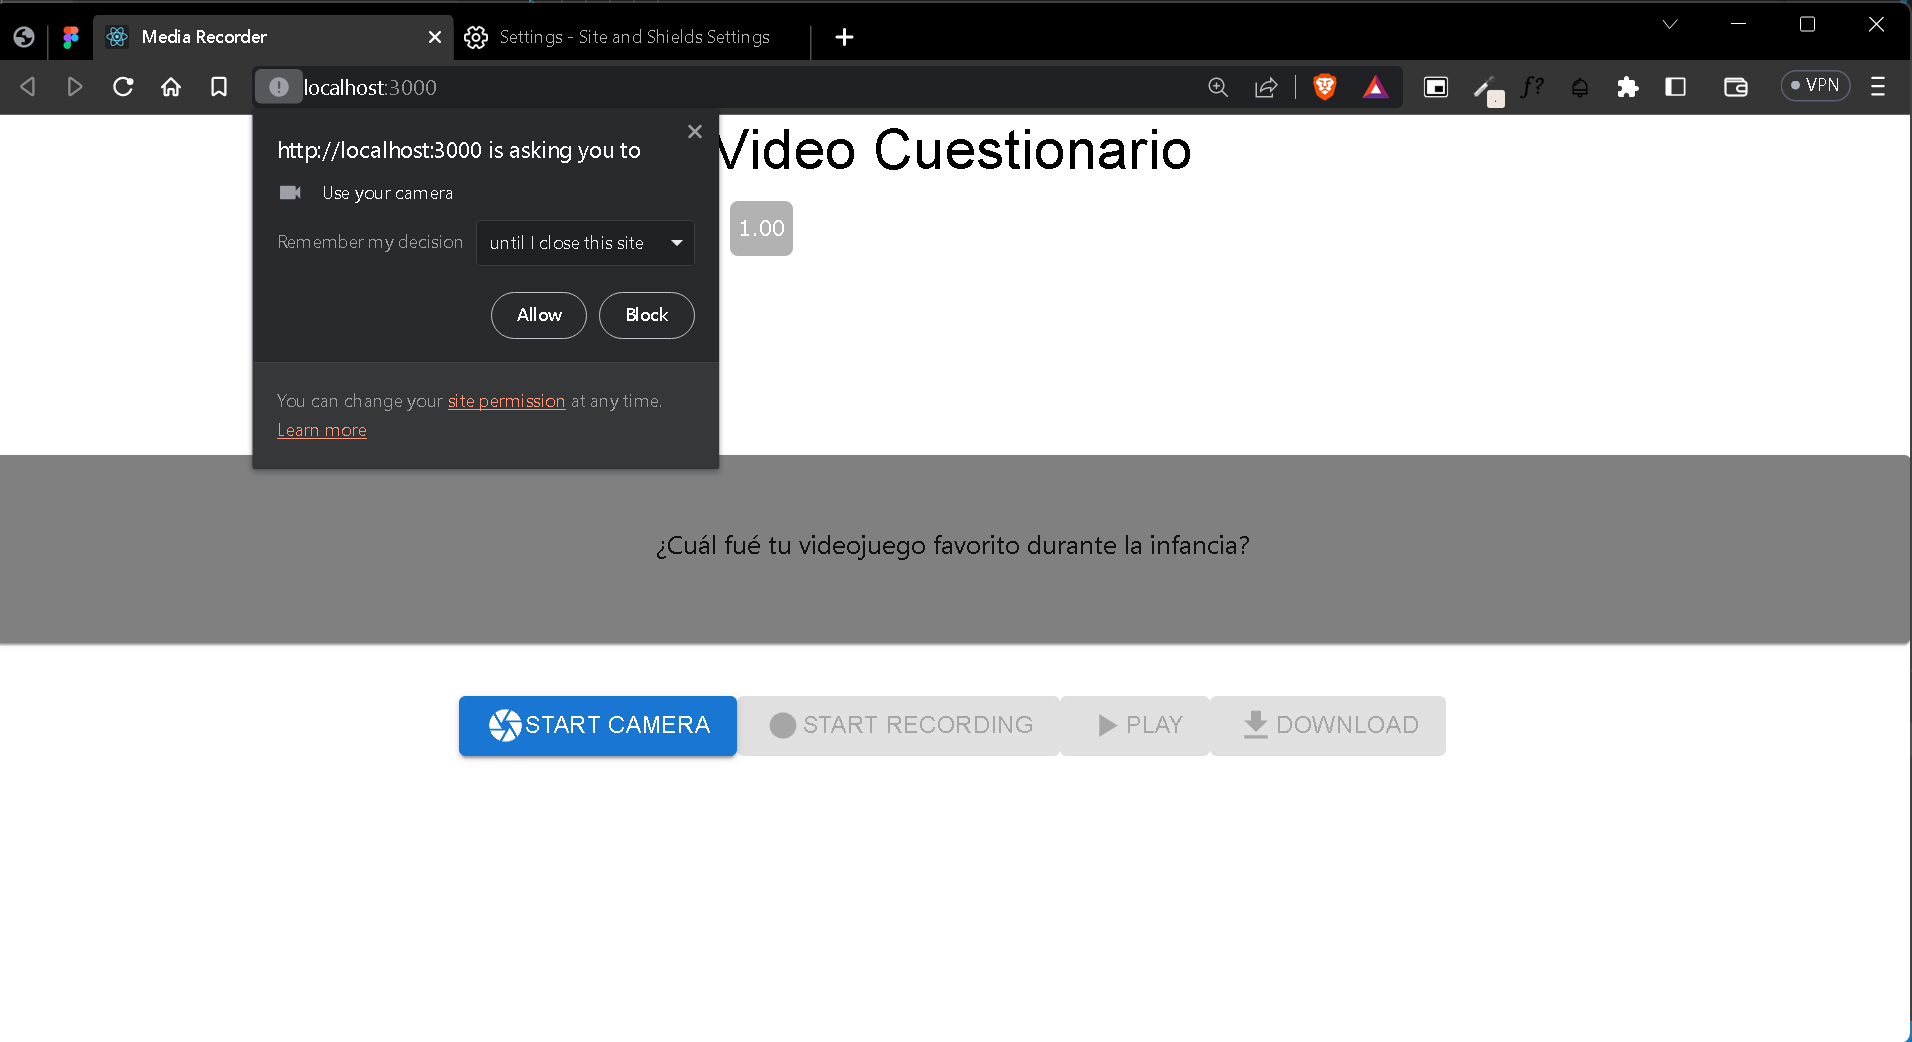 Media Recorder
Settings - Site and Shields Settings
localhost:3000
f?
VPN
http://localhost:3000 is asking you to
Use your camera
Remember my decision
until I close this site
Allow
Block
You can change your site permission at any time.
Learn more
Video Cuestionario
1.00
¿Cuál fué tu videojuego favorito durante la infancia?
START CAMERA
START RECORDING
PLAY
DOWNLOAD